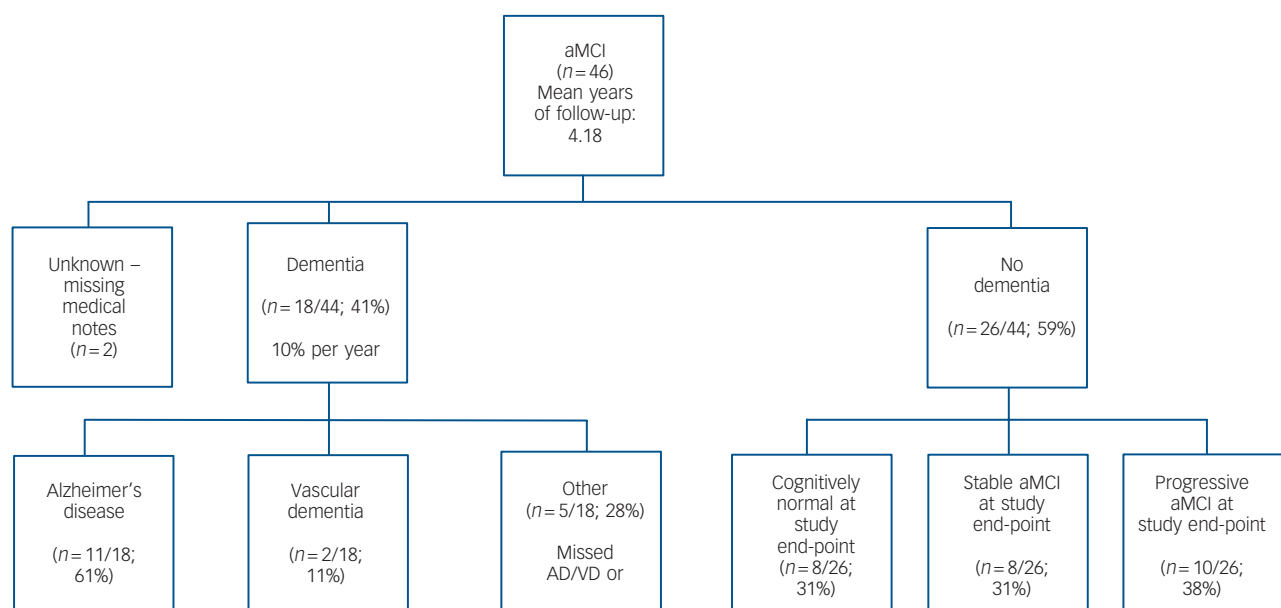 aMCI
(n=46)
Mean years
of follow-up:
4.18
Unknown –
missing
medical
notes
(n=2)
Dementia
(n=18/44; 41%)
10% per year
No
dementia
(n=26/44; 59%)
Alzheimer's
disease
(n=11/18;
61%)
Vascular
dementia
(n=2/18;
11%)
Other
(n=5/18; 28%)
Missed
AD/VD or
Cognitively
normal at
study
end-point
(n=8/26;
31%)
Stable aMCI
at study
end-point
(n=8/26;
31%)
Progressive
aMCI at
study end-point
(n=10/26;
38%)